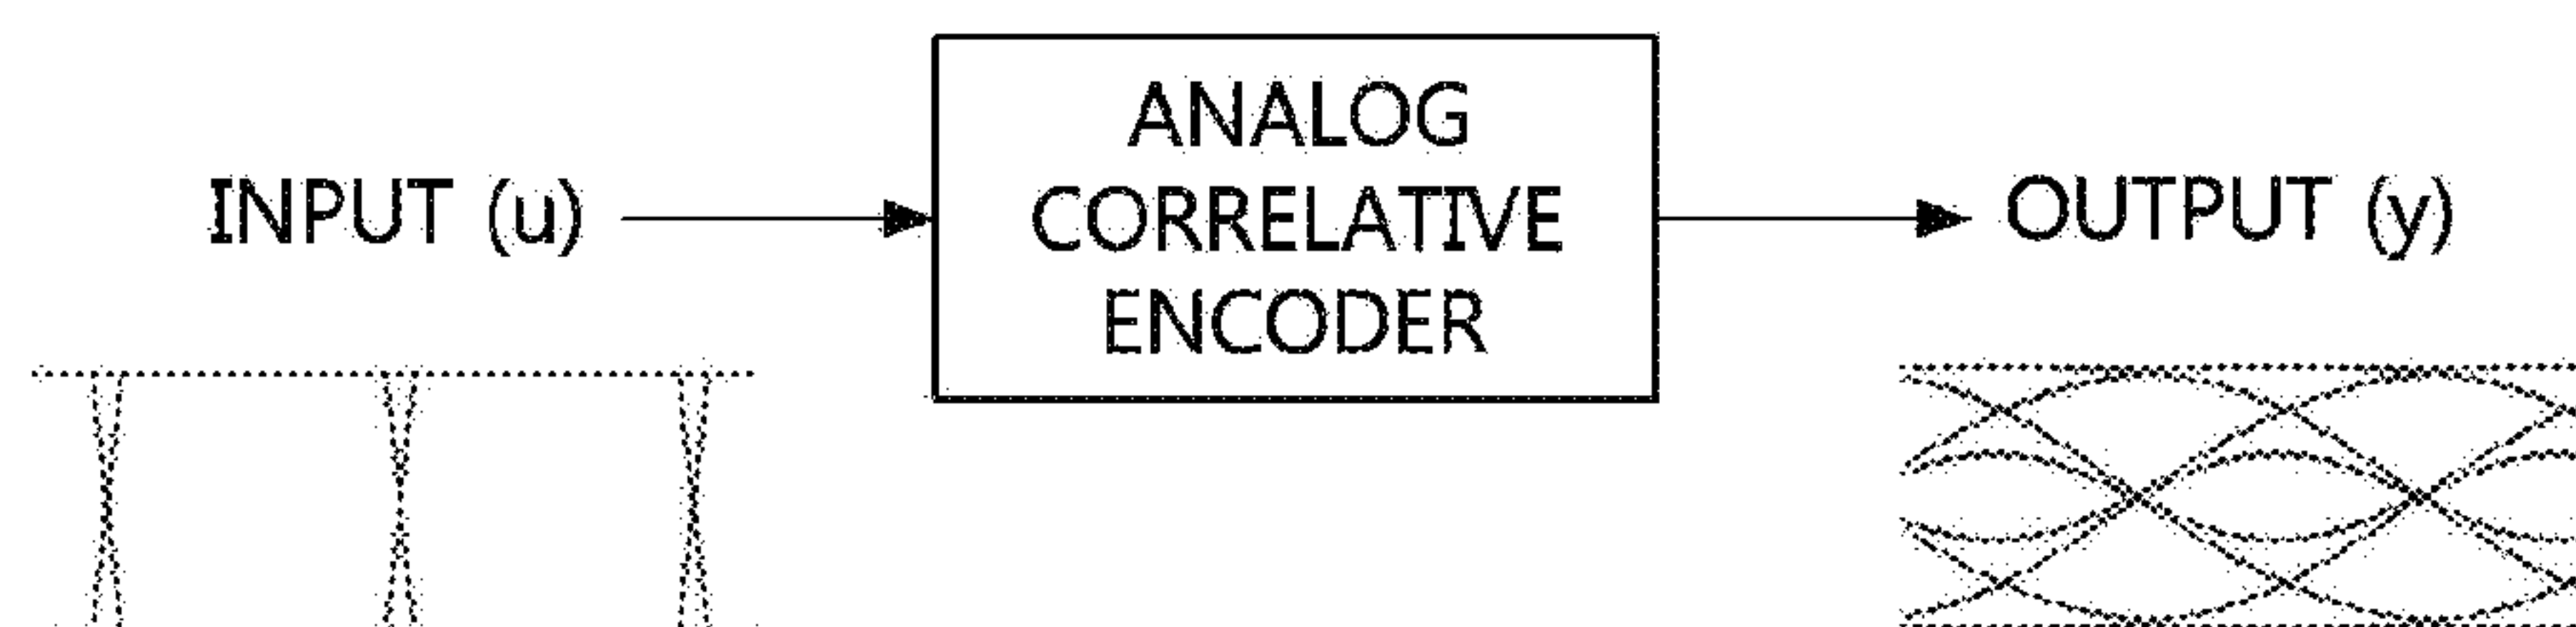 INPUT (u)
ANALOG
CORRELATIVE
ENCODER
OUTPUT (y)